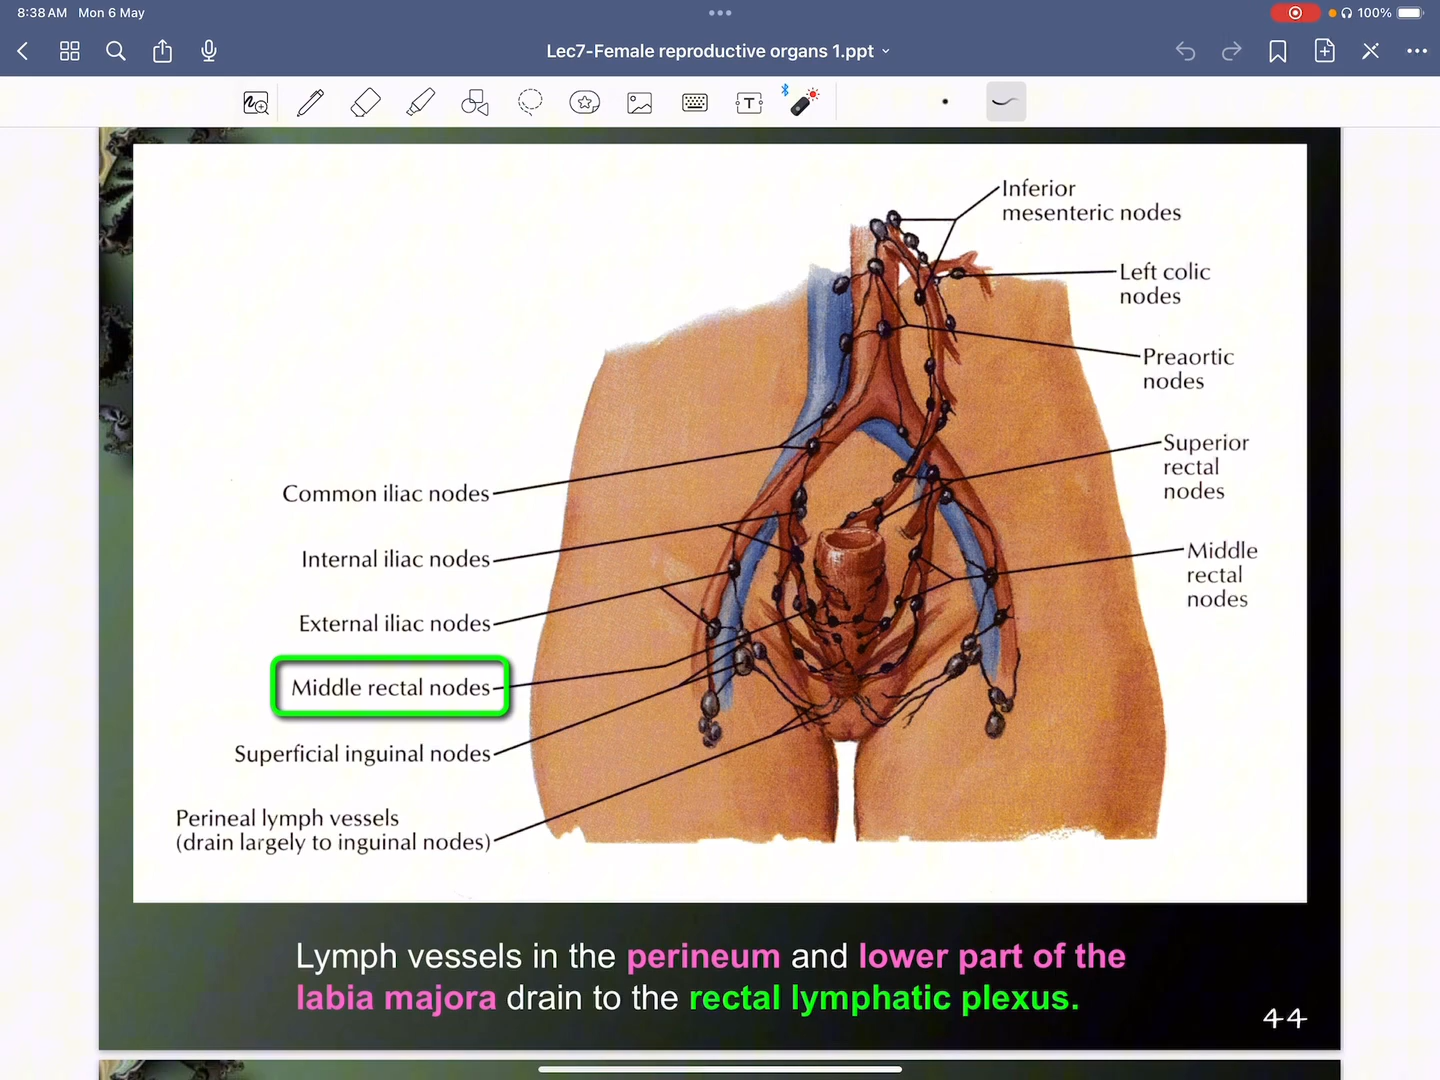 8:38 AM Mon 6 May
100%
Lec7-Female reproductive organs 1.ppt
T
Inferior
mesenteric nodes
Left colic
nodes
Preaortic
nodes
Superior
rectal
nodes
Middle
rectal
nodes
Common iliac nodes
Internal iliac nodes
External iliac nodes
Middle rectal nodes
Superficial inguinal nodes
Perineal lymph vessels
(drain largely to inguinal nodes)
Lymph vessels in the perineum and lower part of the
labia majora drain to the rectal lymphatic plexus.
44